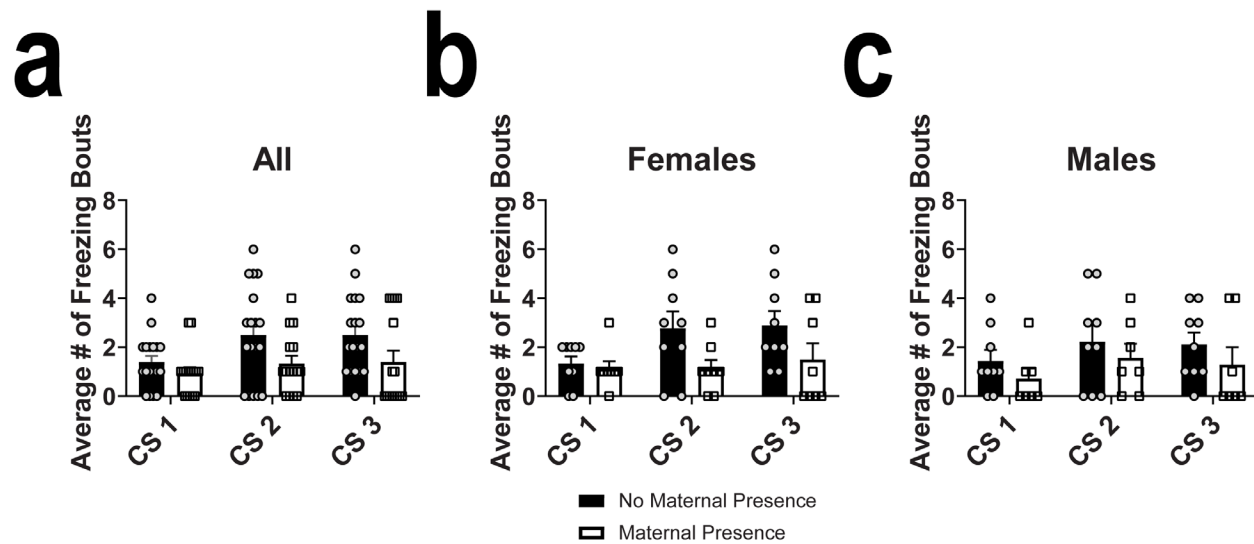 a
All
Average # of Freezing Bouts
8
6
4
2
0
CS 1
CS 2
CS 3
b
Females
Average # of Freezing Bouts
8
6
4
2
0
CS 1
CS 2
CS 3
c
Males
Average # of Freezing Bouts
8
6
4
2
0
CS 1
CS 2
CS 3
No Maternal Presence
Maternal Presence